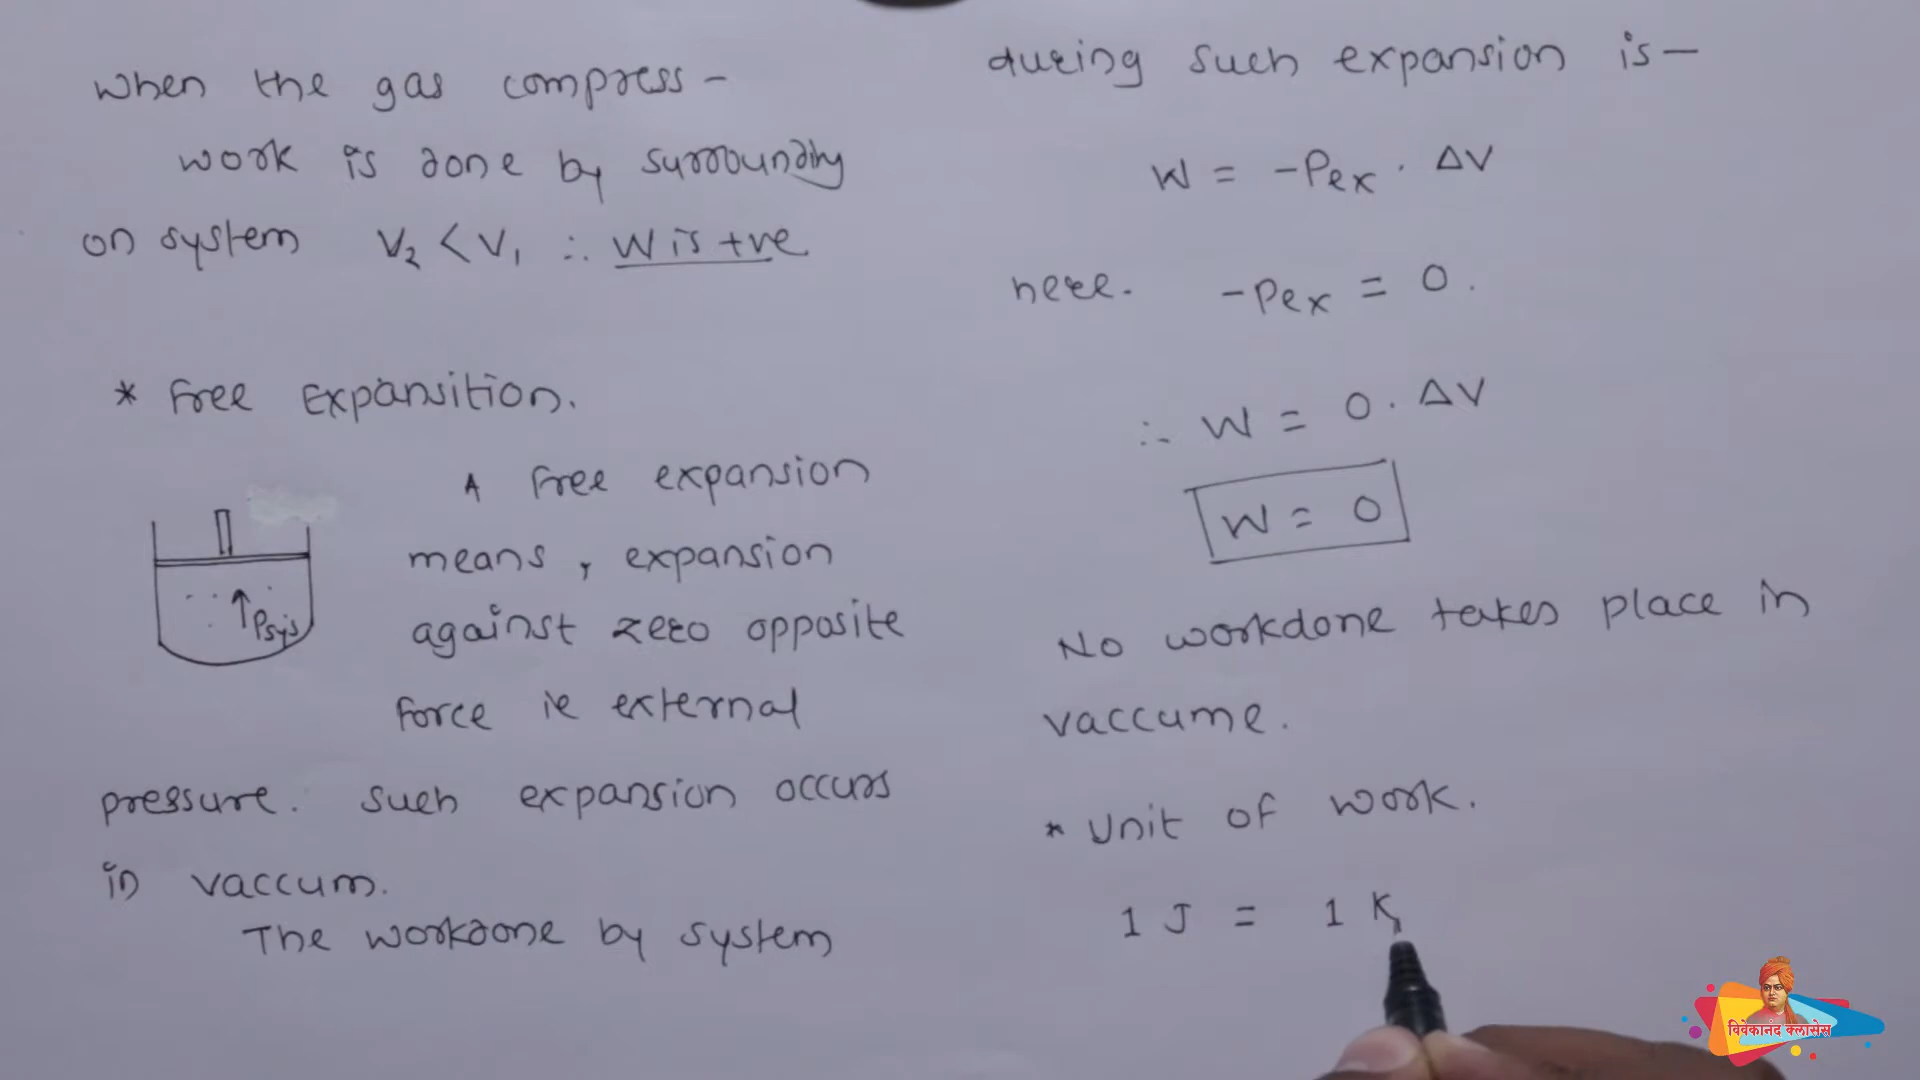 when the gas compress -
work is done by surrounding
on system V₂ < V₁ ∴ W is +ve
* Free Expansition.
A free expansion
means, expansion
against zero opposite
force ie external
Psys
pressure. Such expansion occurs
in vaccum.
The workdone by system
during such expansion is -
W = -Pex . ΔV
here. -Pex = 0.
∴ W = 0 . ΔV
W = 0
No workdone takes place in
vaccume.
* Unit of work.
1 J = 1 K
विवेकानंद क्लासेस